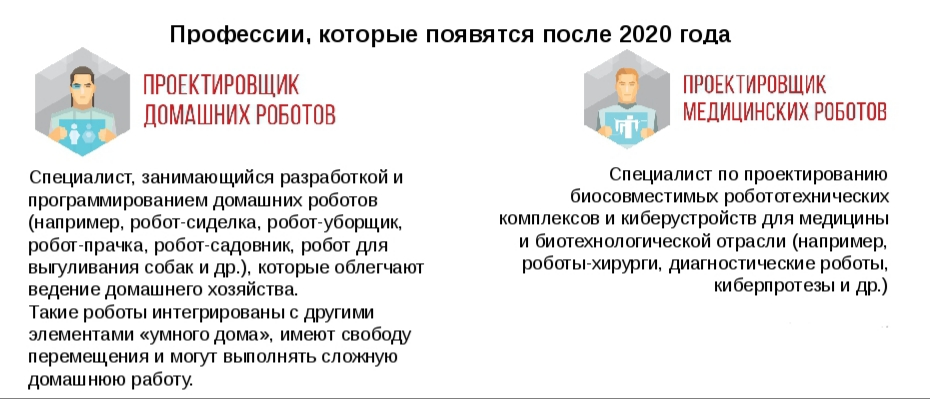 Профессии, которые появятся после 2020 года
ПРОЕКТИРОВЩИК
ДОМАШНИХ РОБОТОВ
Специалист, занимающийся разработкой и
программированием домашних роботов
(например, робот-сиделка, робот-уборщик,
робот-прачка, робот-садовник, робот для
выгуливания собак и др.), которые облегчают
ведение домашнего хозяйства.
Такие роботы интегрированы с другими
элементами «умного дома», имеют свободу
перемещения и могут выполнять сложную
домашнюю работу.
ПРОЕКТИРОВЩИК
МЕДИЦИНСКИХ РОБОТОВ
Специалист по проектированию
биосовместимых робототехнических
комплексов и киберустройств для медицины
и биотехнологической отрасли (например,
роботы-хирурги, диагностические роботы,
киберпротезы и др.)